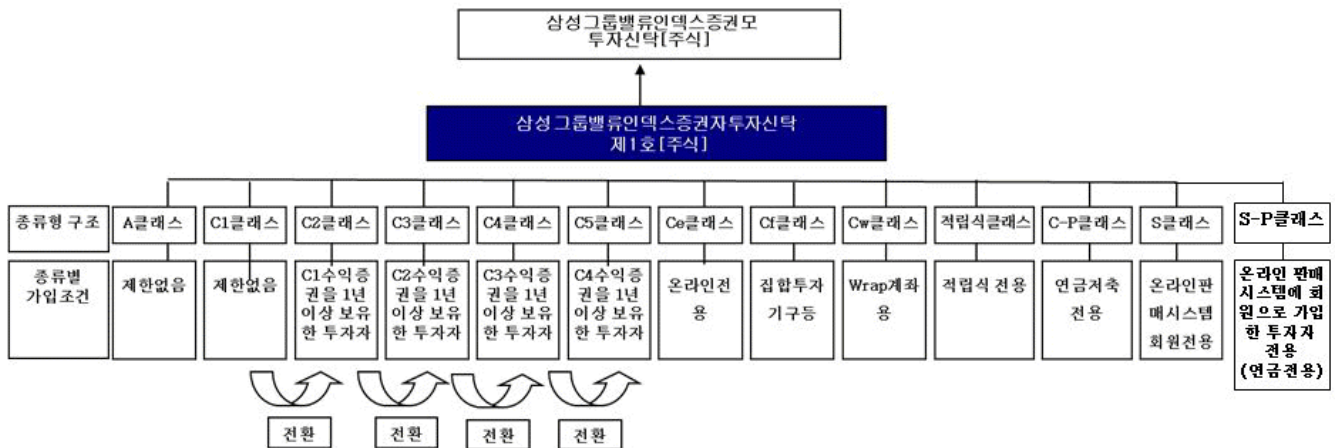 삼성그룹밸류인덱스증권모
투자신탁[주식]
삼성그룹밸류인덱스증권자투자신탁
제1호[주식]
종류형 구조
A클래스
C1클래스
C2클래스
C3클래스
C4클래스
C5클래스
Ce클래스
Cf클래스
Cw클래스
적립식클래스
C-P클래스
S클래스
S-P클래스
종류별
가입조건
제한없음
제한없음
C1수익증
권을 1년
이상 보유
한 투자자
C2수익증
권을 1년
이상 보유
한 투자자
C3수익증
권을 1년
이상 보유
한 투자자
C4수익증
권을 1년
이상 보유
한 투자자
온라인전
용
집합투자
기구등
Wrap계좌
용
적립식 전용
연금저축
전용
온라인판
매시스템
회원전용
온라인 판매
시스템에 회
원으로 가입
한 투자자
전용
(연금전용)
전환
전환
전환
전환